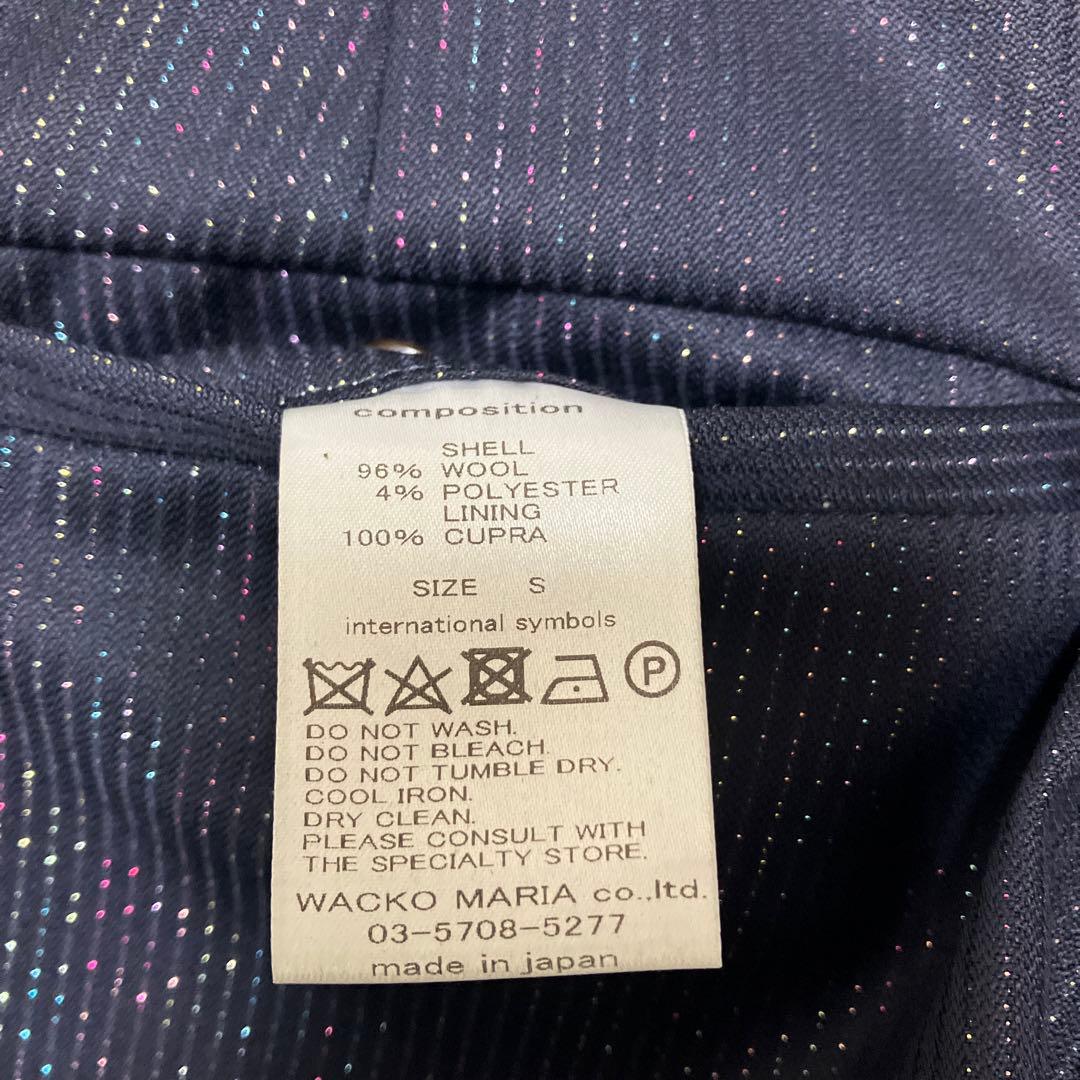 composition
SHELL
96% WOOL
4% POLYESTER
LINING
100% CUPRA
SIZE S
international symbols
P
DO NOT WASH.
DO NOT BLEACH.
DO NOT TUMBLE DRY.
COOL IRON.
DRY CLEAN.
PLEASE CONSULT WITH
THE SPECIALTY STORE.
WACKO MARIA co.,ltd.
03-5708-5277
made in japan